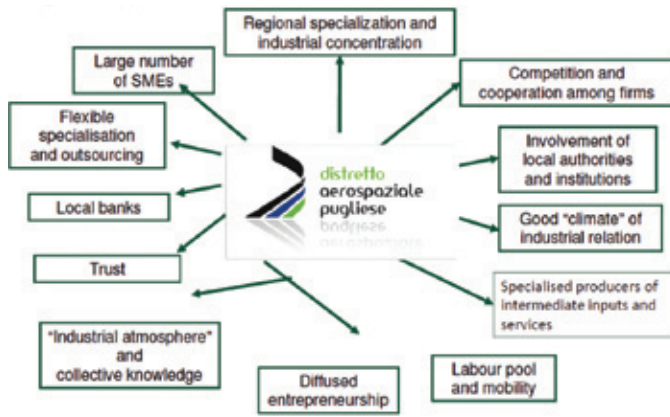 Regional specialization and
industrial concentration
Large number
of SMEs
Competition and
cooperation among firms
Flexible
specialisation
and outsourcing
Involvement of
local authorities
and institutions
distretto
aerospaziale
pugliese
Local banks
Good "climate" of
industrial relation
Trust
Specialised producers of
intermediate inputs and
services
"Industrial atmosphere"
and
collective knowledge
Diffused
entrepreneurship
Labour pool
and mobility